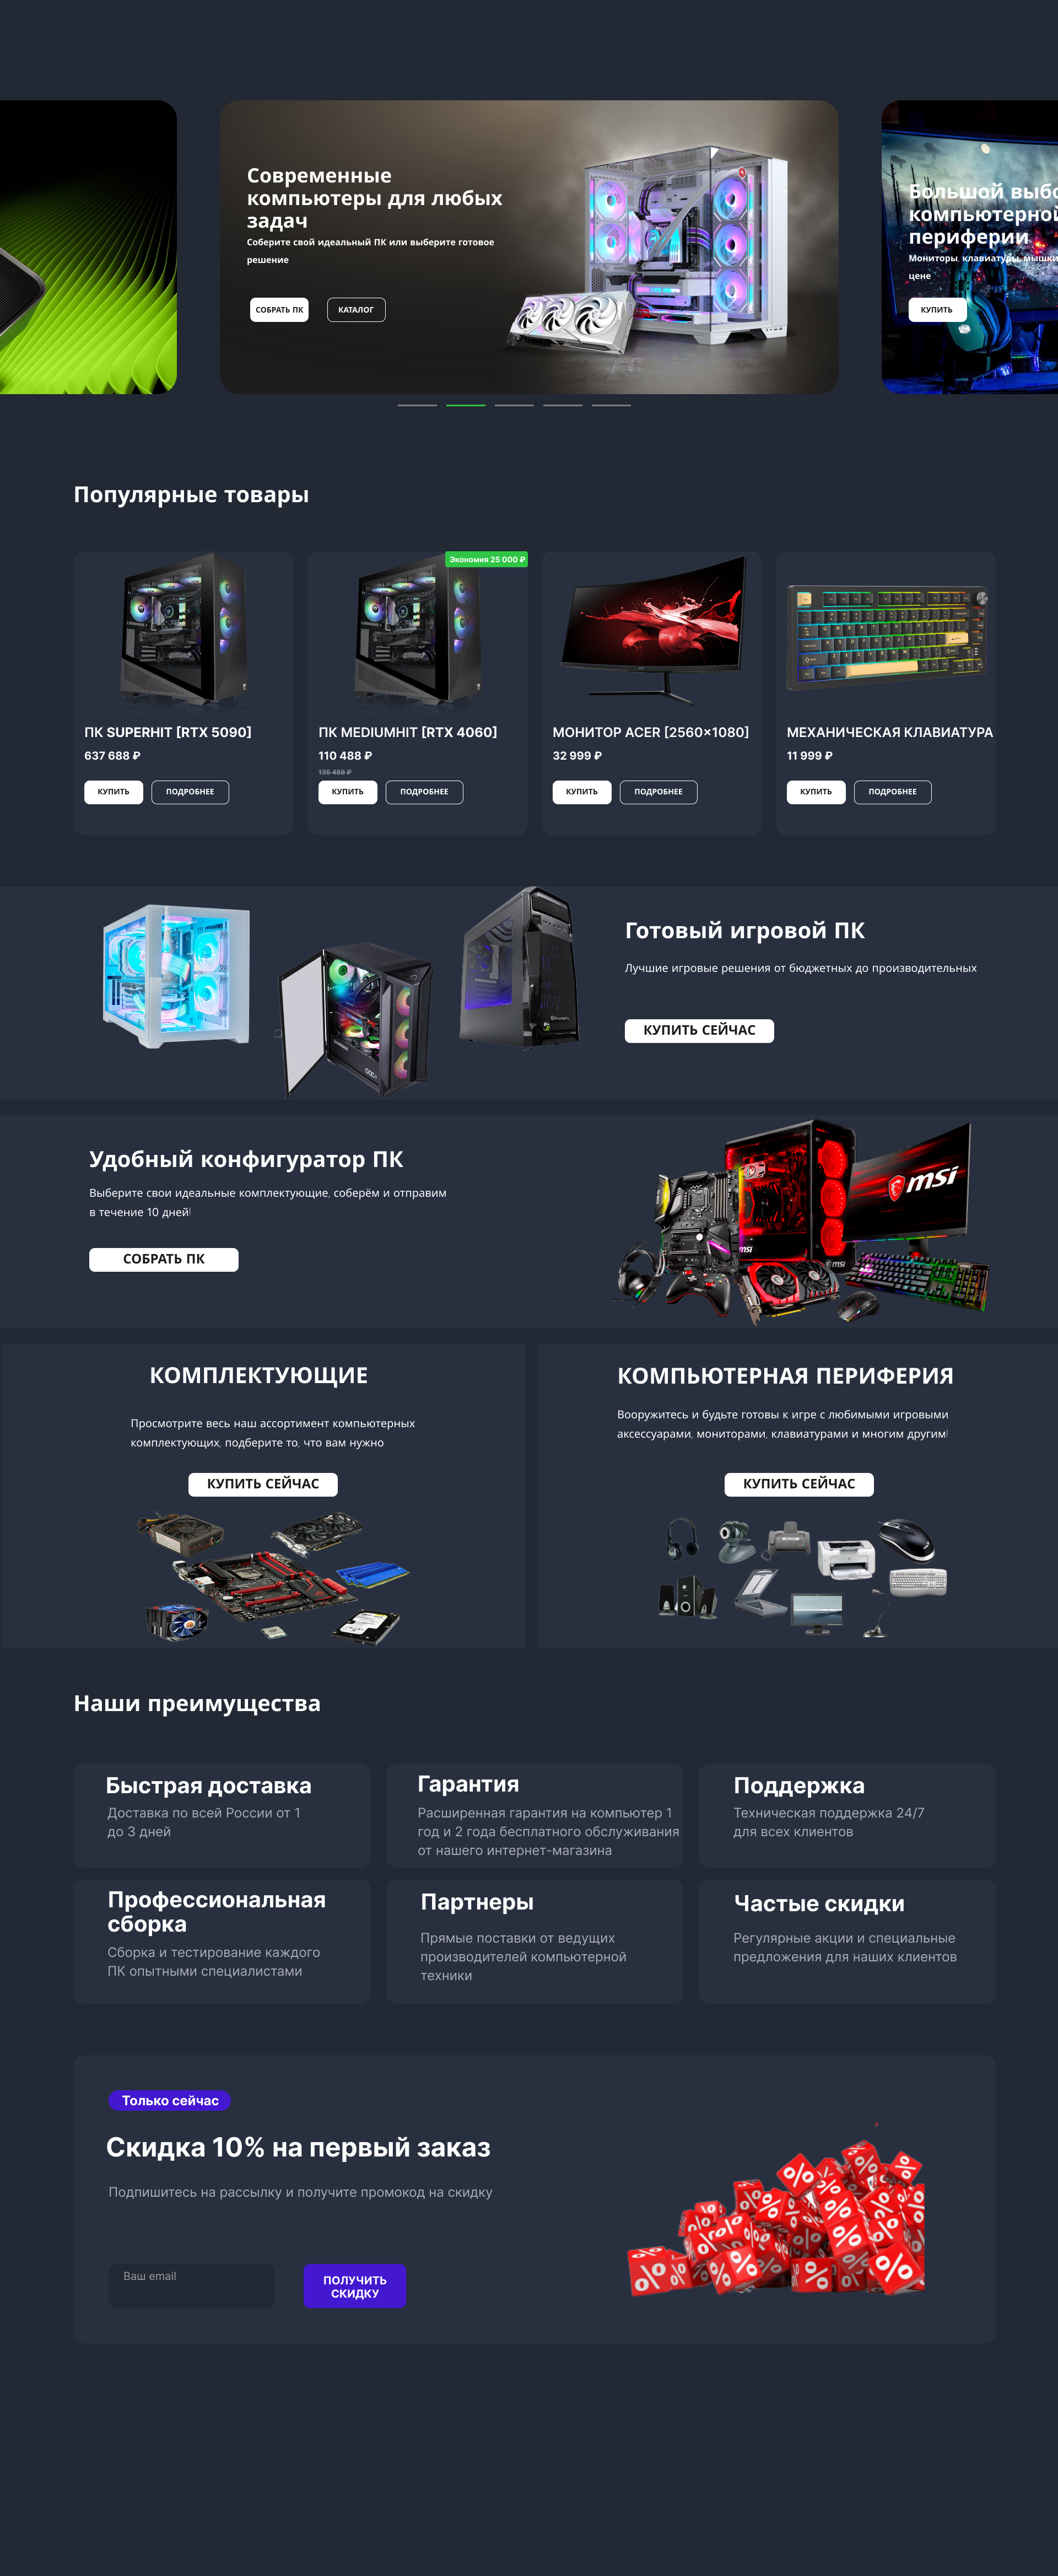 Современные
компьютеры для любых
задач
Соберите свой идеальный ПК или выберите готовое
решение
СОБРАТЬ ПК
КАТАЛОГ
Большой выбо
компьютерной
периферии
Мониторы, клавиатуры, мышки
цене
КУПИТЬ
Популярные товары
Экономия 25 000 ₽
ПК SUPERHIT [RTX 5090]
637 688 ₽
КУПИТЬ
ПОДРОБНЕЕ
ПК MEDIUMHIT [RTX 4060]
110 488 ₽
135 488 ₽
КУПИТЬ
ПОДРОБНЕЕ
МОНИТОР ACER [2560×1080]
32 999 ₽
КУПИТЬ
ПОДРОБНЕЕ
МЕХАНИЧЕСКАЯ КЛАВИАТУРА
11 999 ₽
КУПИТЬ
ПОДРОБНЕЕ
Готовый игровой ПК
Лучшие игровые решения от бюджетных до производительных
КУПИТЬ СЕЙЧАС
Удобный конфигуратор ПК
Выберите свои идеальные комплектующие, соберём и отправим
в течение 10 дней!
СОБРАТЬ ПК
msi
msi
msi
КОМПЛЕКТУЮЩИЕ
Просмотрите весь наш ассортимент компьютерных
комплектующих, подберите то, что вам нужно
КУПИТЬ СЕЙЧАС
КОМПЬЮТЕРНАЯ ПЕРИФЕРИЯ
Вооружитесь и будьте готовы к игре с любимыми игровыми
аксессуарами, мониторами, клавиатурами и многим другим!
КУПИТЬ СЕЙЧАС
Наши преимущества
Быстрая доставка
Доставка по всей России от 1
до 3 дней
Гарантия
Расширенная гарантия на компьютер 1
год и 2 года бесплатного обслуживания
от нашего интернет-магазина
Поддержка
Техническая поддержка 24/7
для всех клиентов
Профессиональная
сборка
Сборка и тестирование каждого
ПК опытными специалистами
Партнеры
Прямые поставки от ведущих
производителей компьютерной
техники
Частые скидки
Регулярные акции и специальные
предложения для наших клиентов
Только сейчас
Скидка 10% на первый заказ
Подпишитесь на рассылку и получите промокод на скидку
Ваш email
ПОЛУЧИТЬ
СКИДКУ